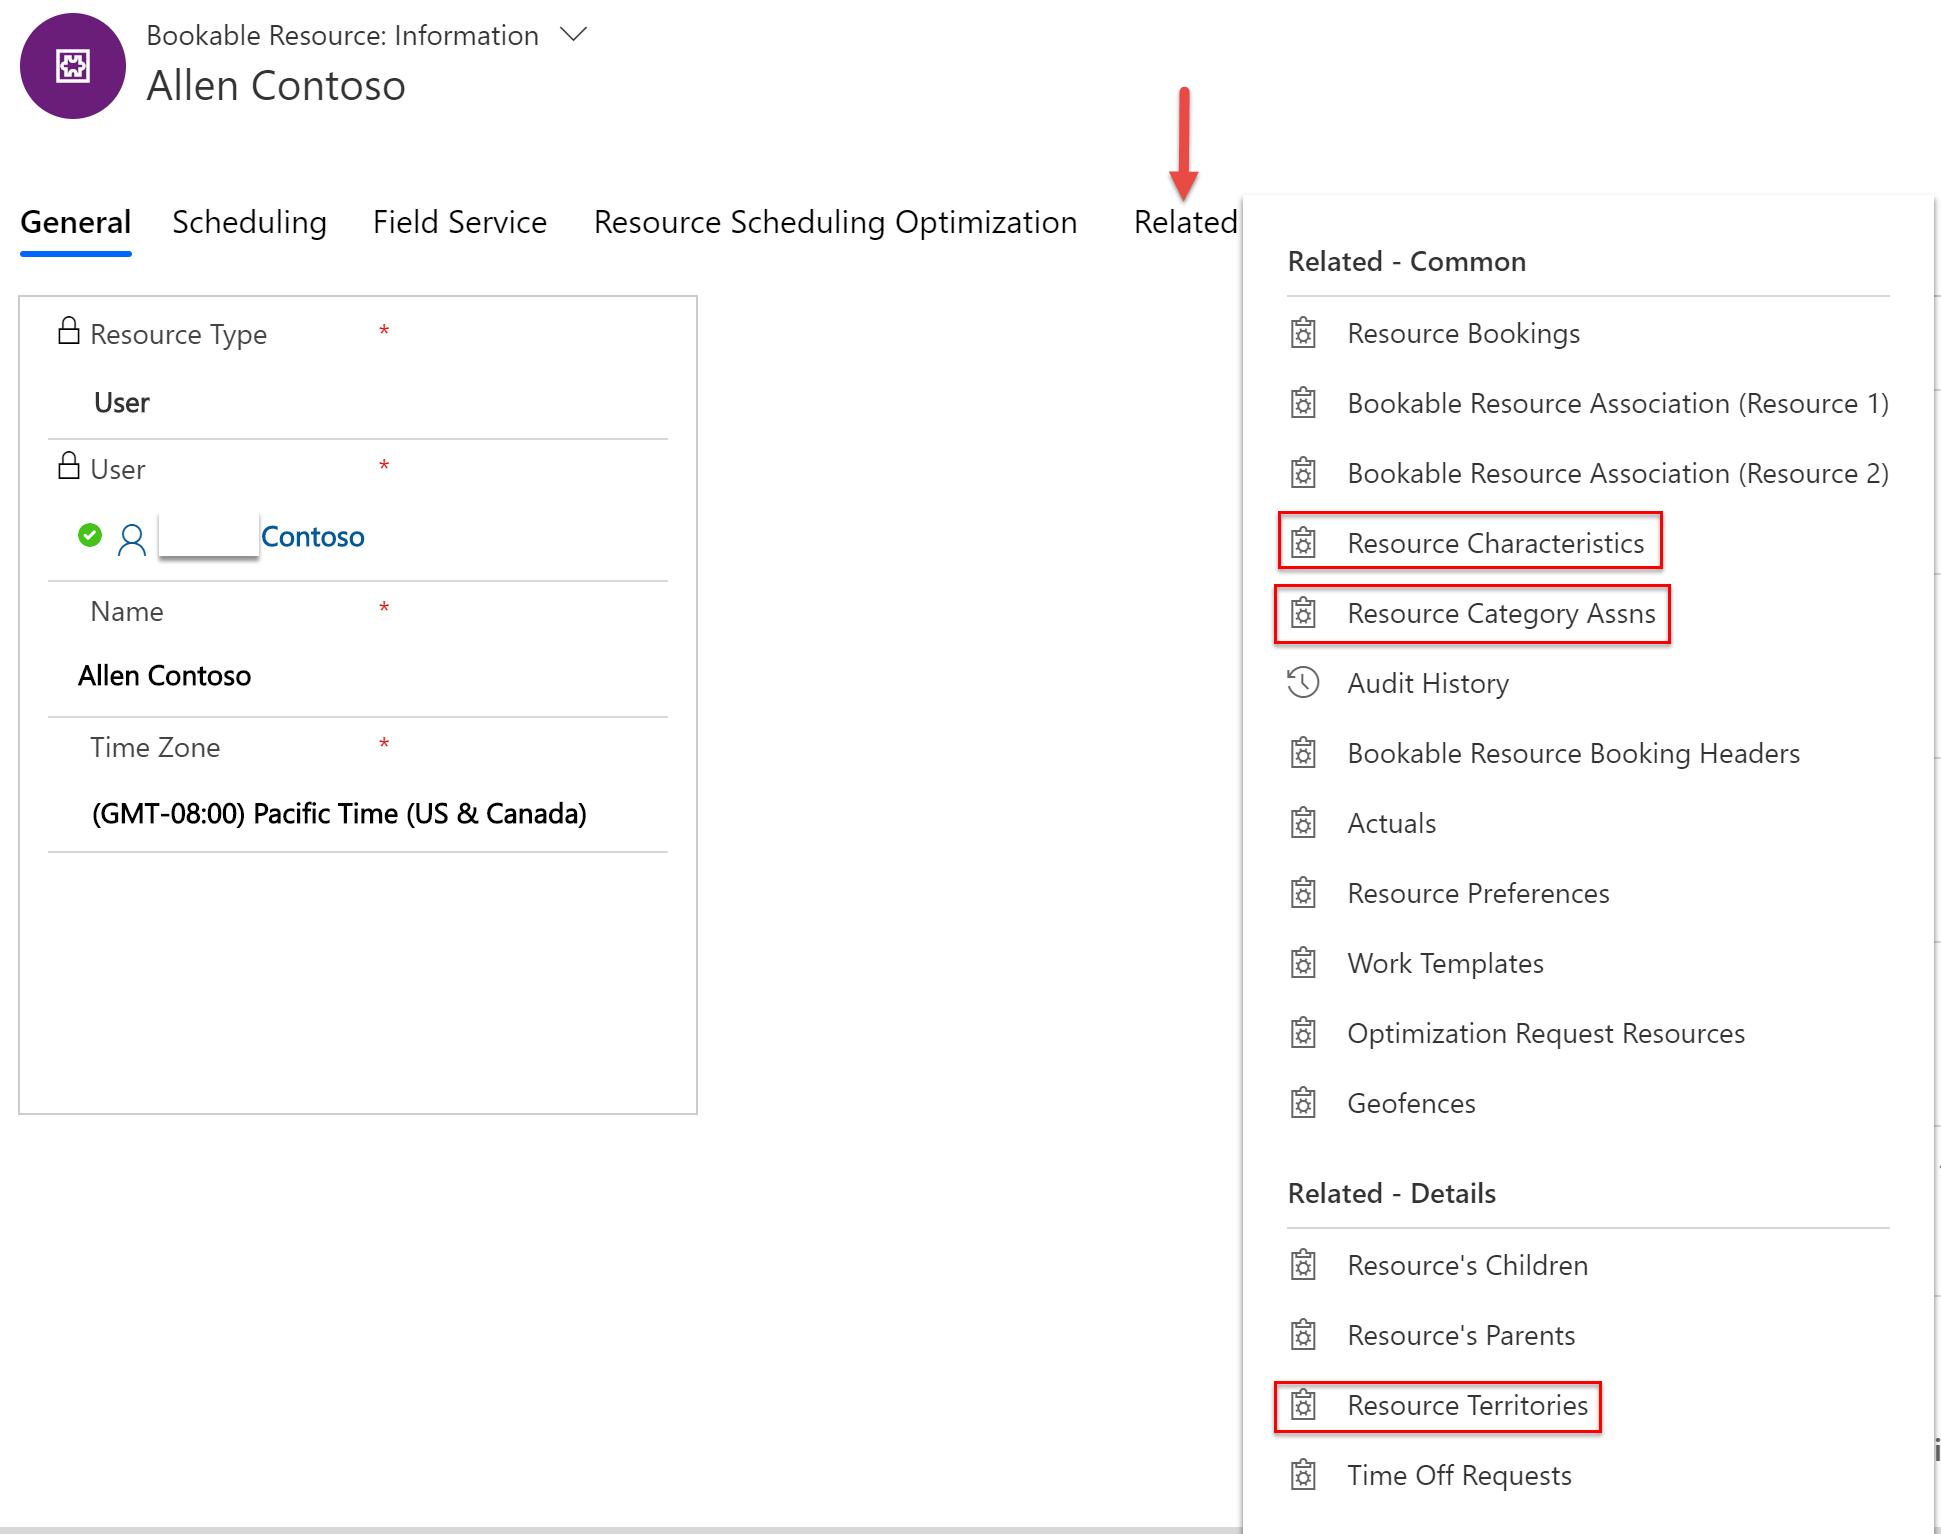 Bookable Resource: Information
Allen Contoso
General Scheduling Field Service Resource Scheduling Optimization Related
Resource Type *
User
User *
Contoso
Name *
Allen Contoso
Time Zone *
(GMT-08:00) Pacific Time (US & Canada)
Related - Common
Resource Bookings
Bookable Resource Association (Resource 1)
Bookable Resource Association (Resource 2)
Resource Characteristics
Resource Category Assns
Audit History
Bookable Resource Booking Headers
Actuals
Resource Preferences
Work Templates
Optimization Request Resources
Geofences
Related - Details
Resource's Children
Resource's Parents
Resource Territories
Time Off Requests